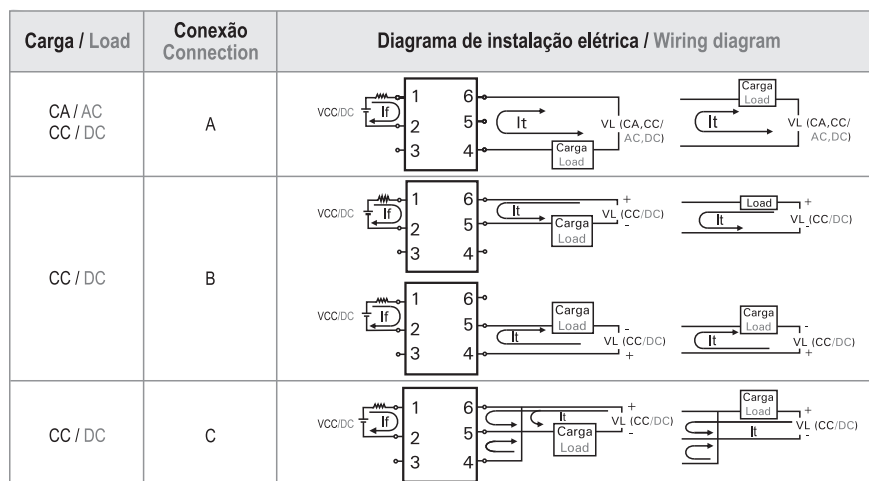 Carga / Load
Conexão
Connection
Diagrama de instalação elétrica / Wiring diagram
CA / AC
CC / DC
A
VCC/DC
If
1
2
3
6
5
4
It
Carga
Load
VL (CA,CC/
AC,DC)
Carga
Load
It
VL (CA,CC/
AC,DC)
CC / DC
B
VCC/DC
If
1
2
3
6
5
4
It
Carga
Load
+
VL (CC/DC)
-
Load
It
+
VL (CC/DC)
-
VCC/DC
If
1
2
3
6
5
4
Carga
Load
It
-
VL (CC/DC)
+
Carga
Load
It
-
VL (CC/DC)
+
CC / DC
C
VCC/DC
If
1
2
3
6
5
4
It
Carga
Load
+
VL (CC/DC)
-
Carga
Load
It
+
VL (CC/DC)
-